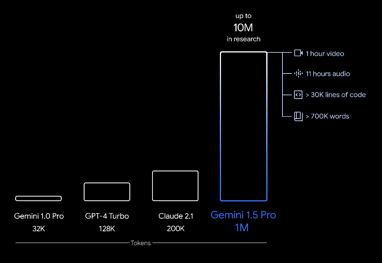 up to
10M
in research
1 hour video
11 hours audio
> 30K lines of code
> 700K words
Gemini 1.0 Pro
32K
GPT-4 Turbo
128K
Claude 2.1
200K
Gemini 1.5 Pro
1M
Tokens